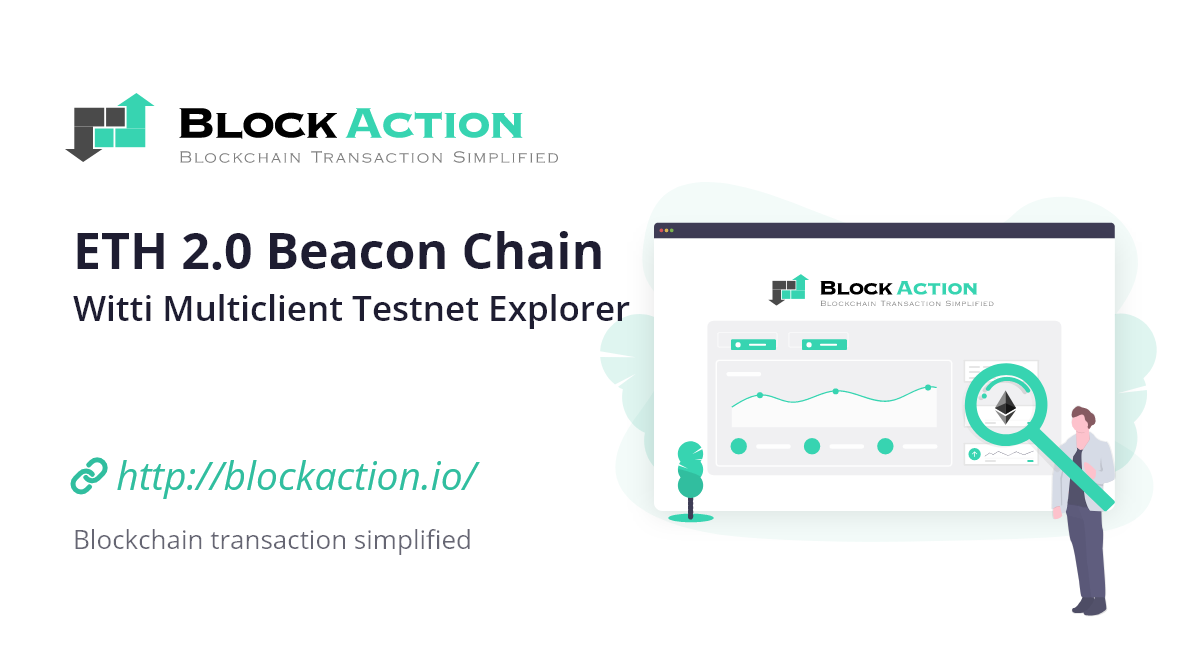 BLOCK ACTION
BLOCKCHAIN TRANSACTION SIMPLIFIED
ETH 2.0 Beacon Chain
Witti Multiclient Testnet Explorer
BLOCK ACTION
BLOCKCHAIN TRANSACTION SIMPLIFIED
http://blockaction.io/
Blockchain transaction simplified